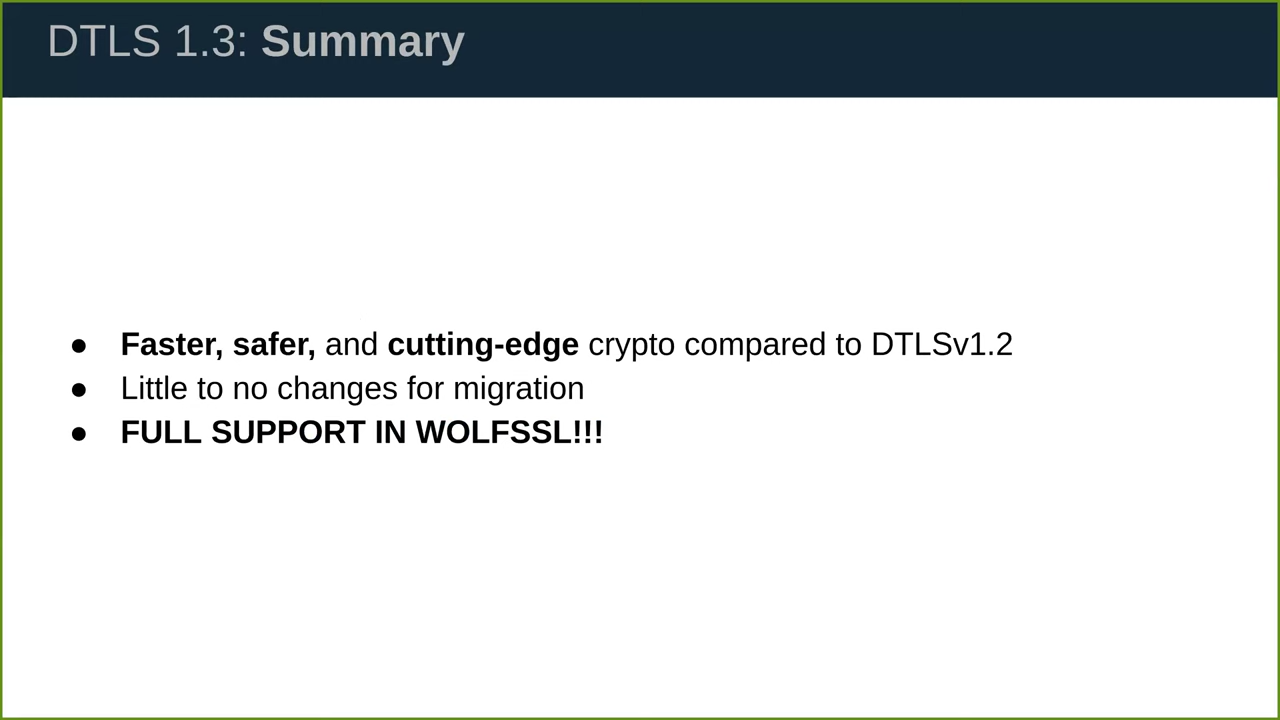 DTLS 1.3: Summary
● Faster, safer, and cutting-edge crypto compared to DTLSv1.2
● Little to no changes for migration
● FULL SUPPORT IN WOLFSSL!!!